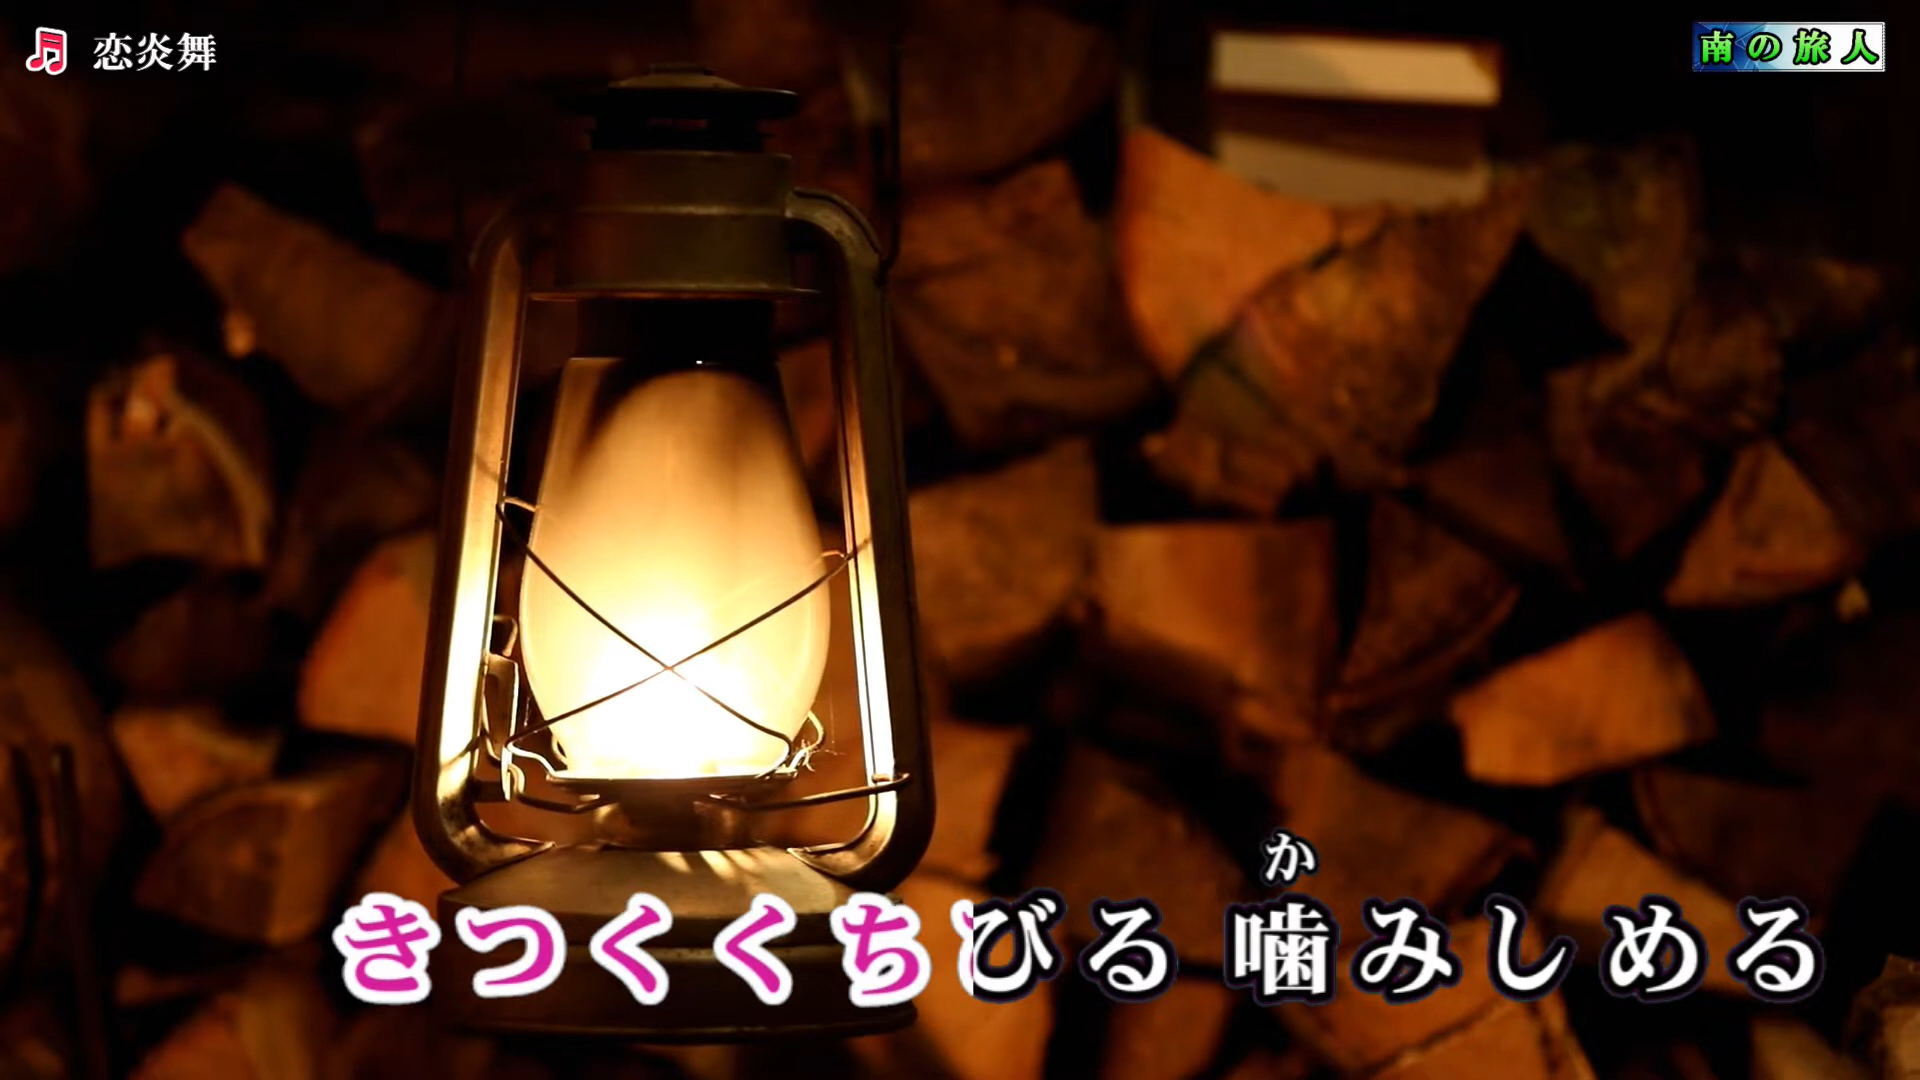 恋炎舞
南の旅人
か
きつくくちびる 噛みしめる